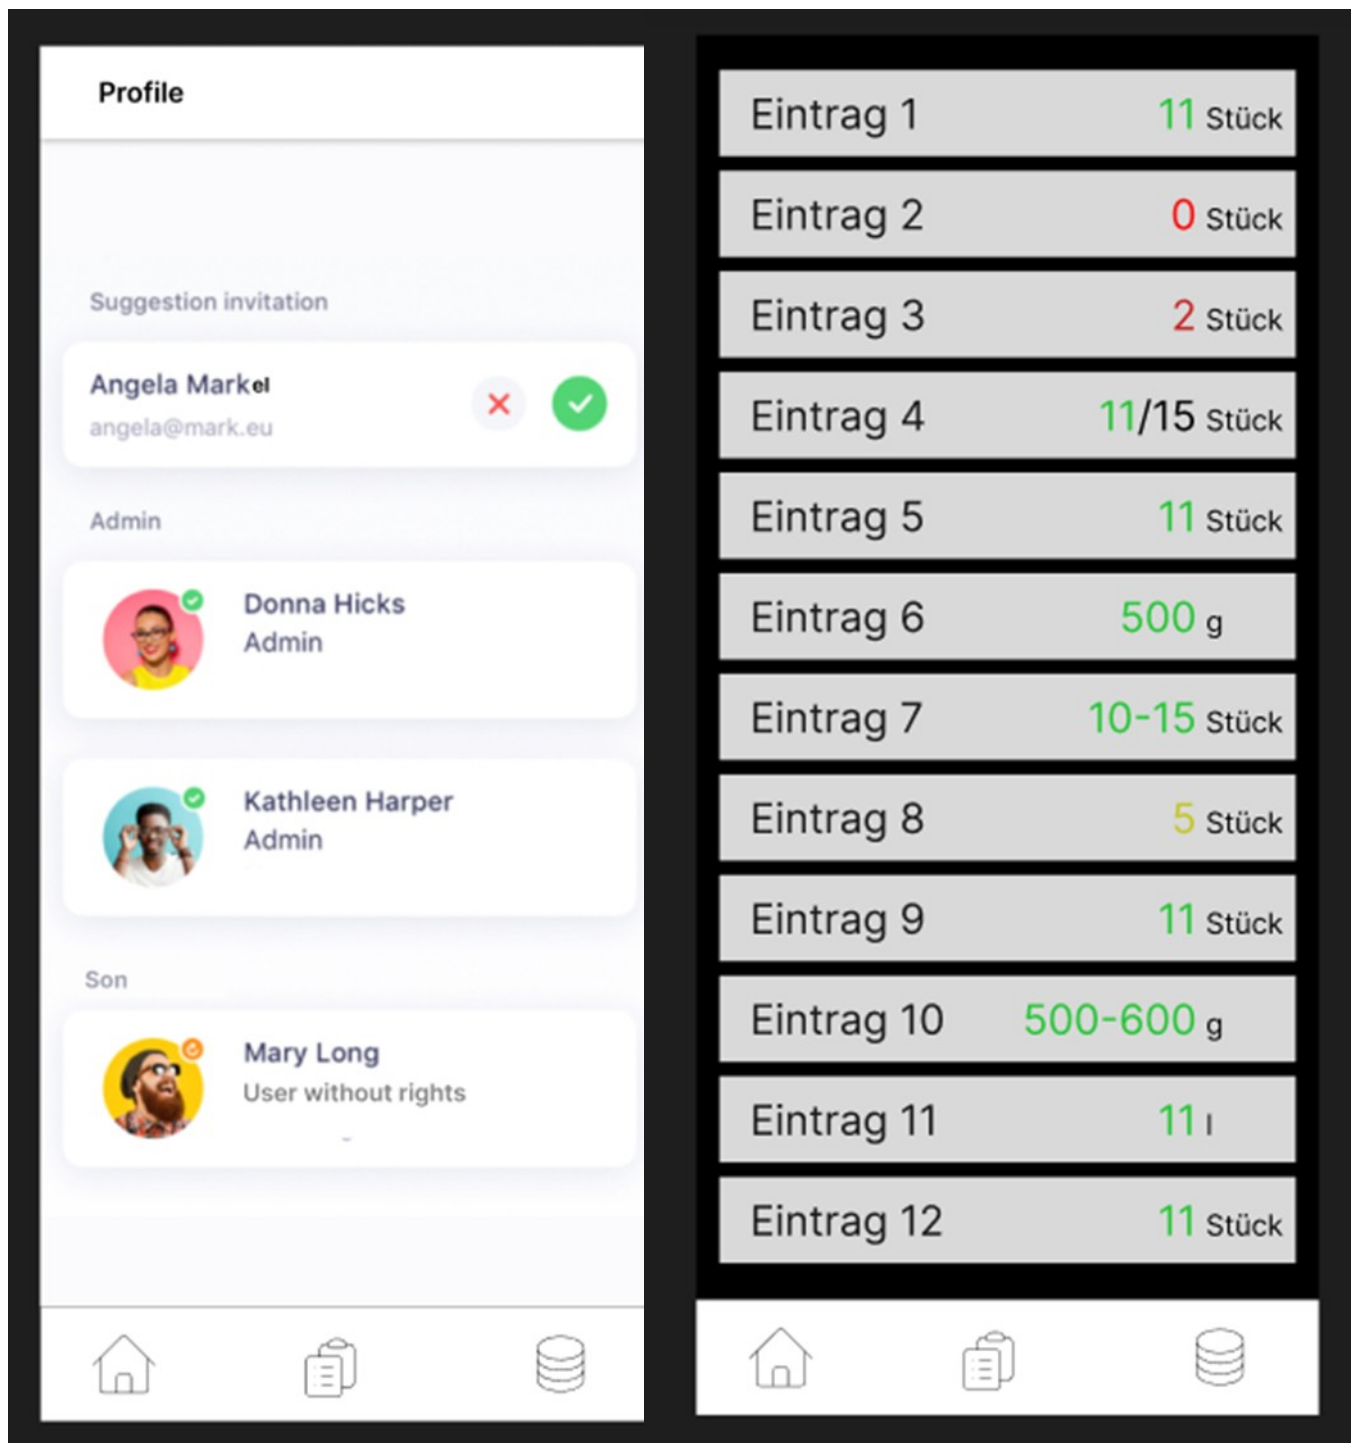 Profile
Suggestion invitation
Angela Markel
angela@mark.eu
Admin
Donna Hicks
Admin
Kathleen Harper
Admin
Son
Mary Long
User without rights
Eintrag 1 11 Stück
Eintrag 2 0 Stück
Eintrag 3 2 Stück
Eintrag 4 11/15 Stück
Eintrag 5 11 Stück
Eintrag 6 500 g
Eintrag 7 10-15 Stück
Eintrag 8 5 Stück
Eintrag 9 11 Stück
Eintrag 10 500-600 g
Eintrag 11 11 l
Eintrag 12 11 Stück